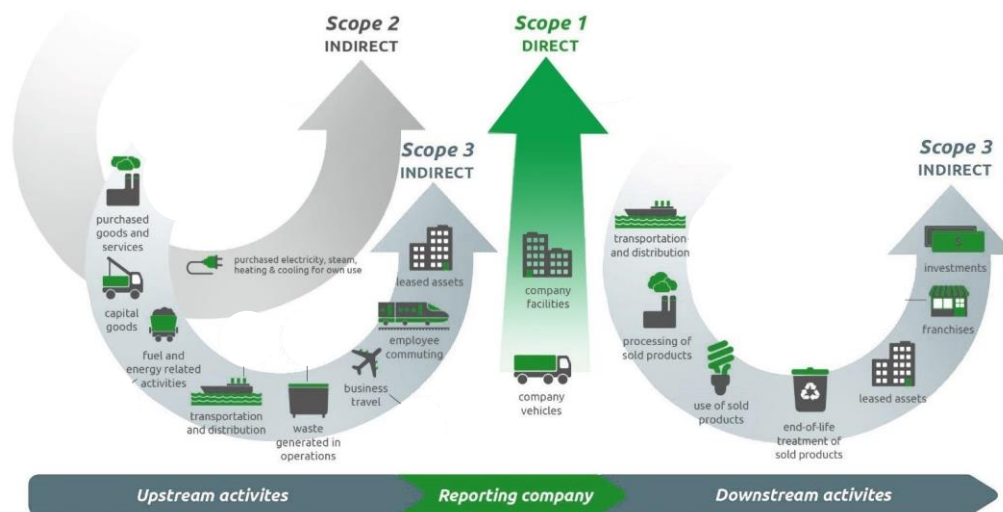 Scope 2
INDIRECT
Scope 1
DIRECT
Scope 3
INDIRECT
Scope 3
INDIRECT
purchased
goods and
services
purchased electricity, steam,
heating & cooling for own use
capital
goods
fuel and
energy related
activities
transportation
and distribution
waste
generated in
operations
business
travel
employee
commuting
leased assets
company
facilities
company
vehicles
transportation
and distribution
processing of
sold products
use of sold
products
end-of-life
treatment of
sold products
leased assets
franchises
$
investments
Upstream activites
Reporting company
Downstream activites